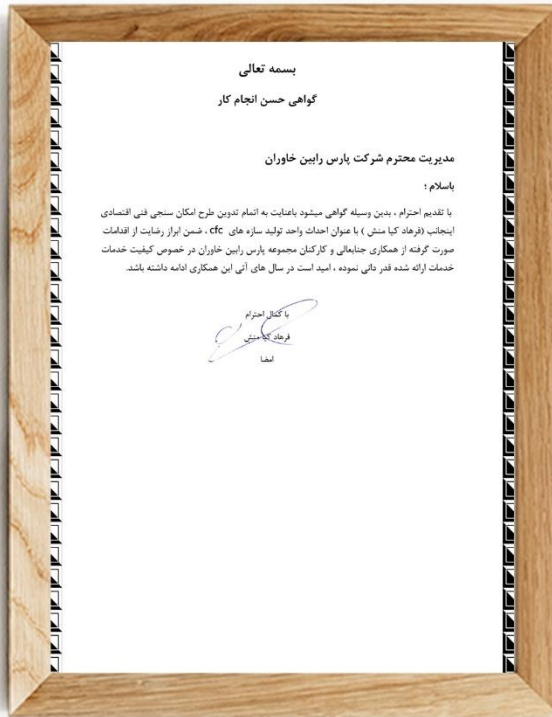 بسمه تعالی
گواهی حسن انجام کار
مدیریت محترم شرکت پارس رابین خاوران
باسلام ؛
با تقدیم احترام ، بدین وسیله گواهی میشود باعنایت به اتمام تدوین طرح امکان سنجی فنی اقتصادی
اینجانب (فرهاد کیا منش ) با عنوان احداث واحد تولید سازه های cfc ، ضمن ابراز رضایت از اقدامات
صورت گرفته از همکاری جنابعالی و کارکنان مجموعه پارس رابین خاوران در خصوص کیفیت خدمات
خدمات ارائه شده قدر دانی نموده ، امید است در سال های آتی این همکاری ادامه داشته باشد.
با کمال احترام
فرهاد کیا منش
امضا